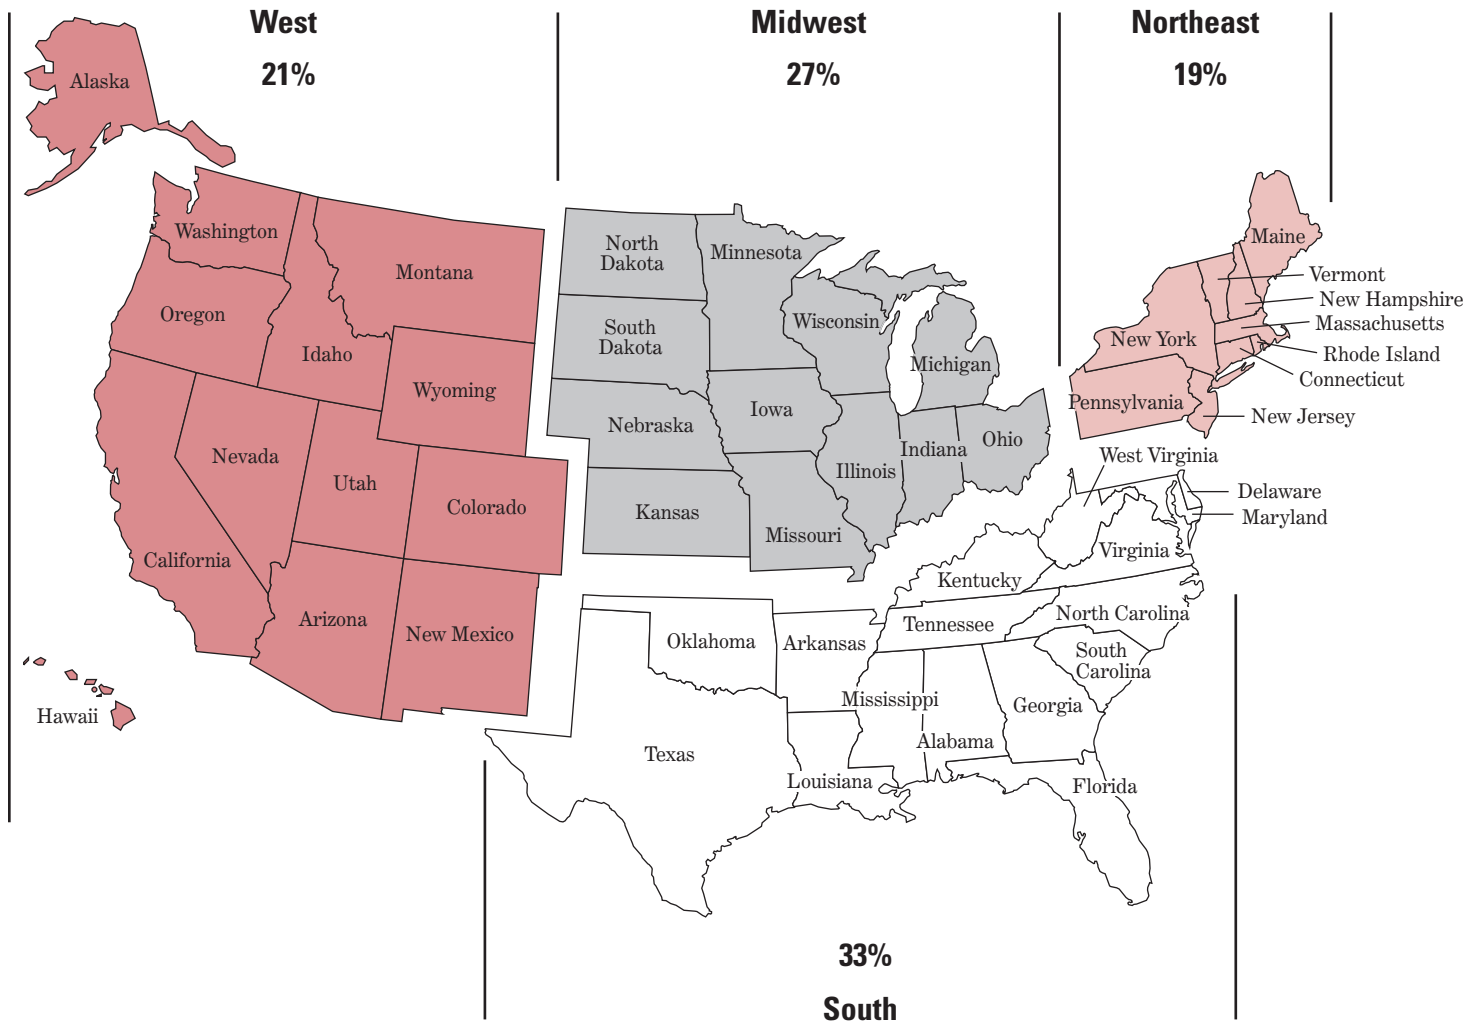 West
21%
Midwest
27%
Northeast
19%
Alaska
Washington
Oregon
Idaho
Montana
Wyoming
Nevada
Utah
Colorado
California
Arizona
New Mexico
Hawaii
North
Dakota
Minnesota
South
Dakota
Wisconsin
Michigan
Nebraska
Iowa
Illinois
Indiana
Ohio
Kansas
Missouri
Maine
Vermont
New Hampshire
Massachusetts
New York
Rhode Island
Connecticut
Pennsylvania
New Jersey
West Virginia
Delaware
Maryland
Virginia
Kentucky
North Carolina
Tennessee
Oklahoma
Arkansas
South
Carolina
Mississippi
Georgia
Alabama
Texas
Louisiana
Florida
33%
South